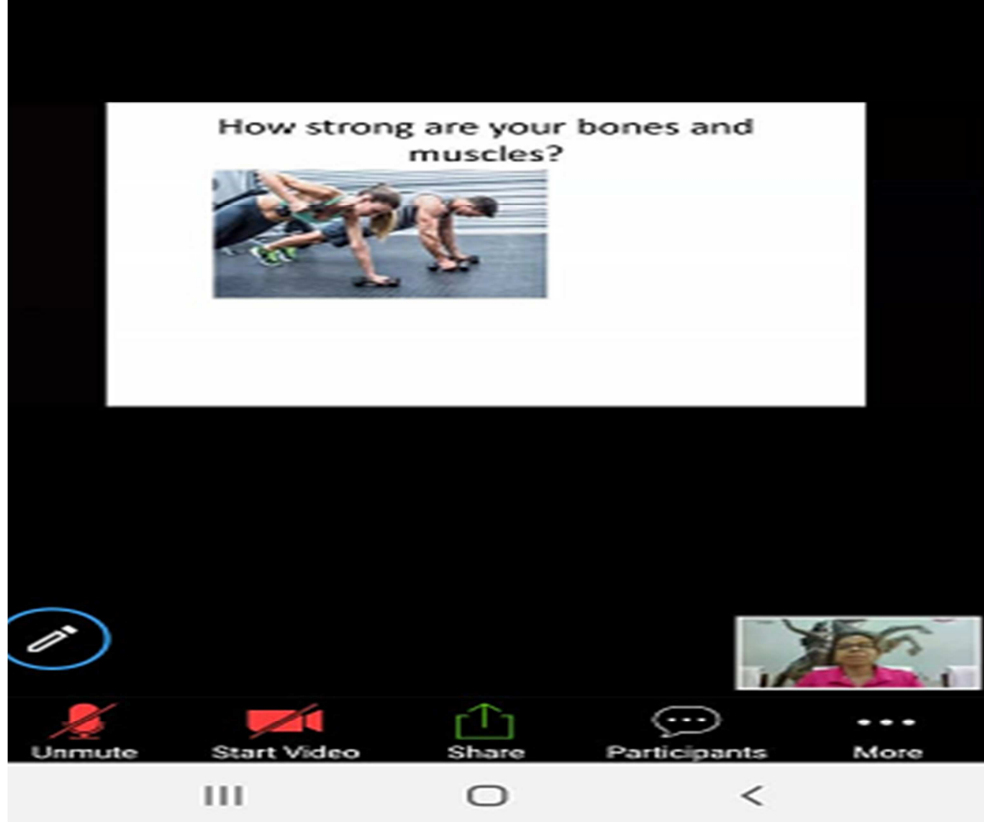 How strong are your bones and
muscles?
Unmute
Start Video
Share
Participants
More